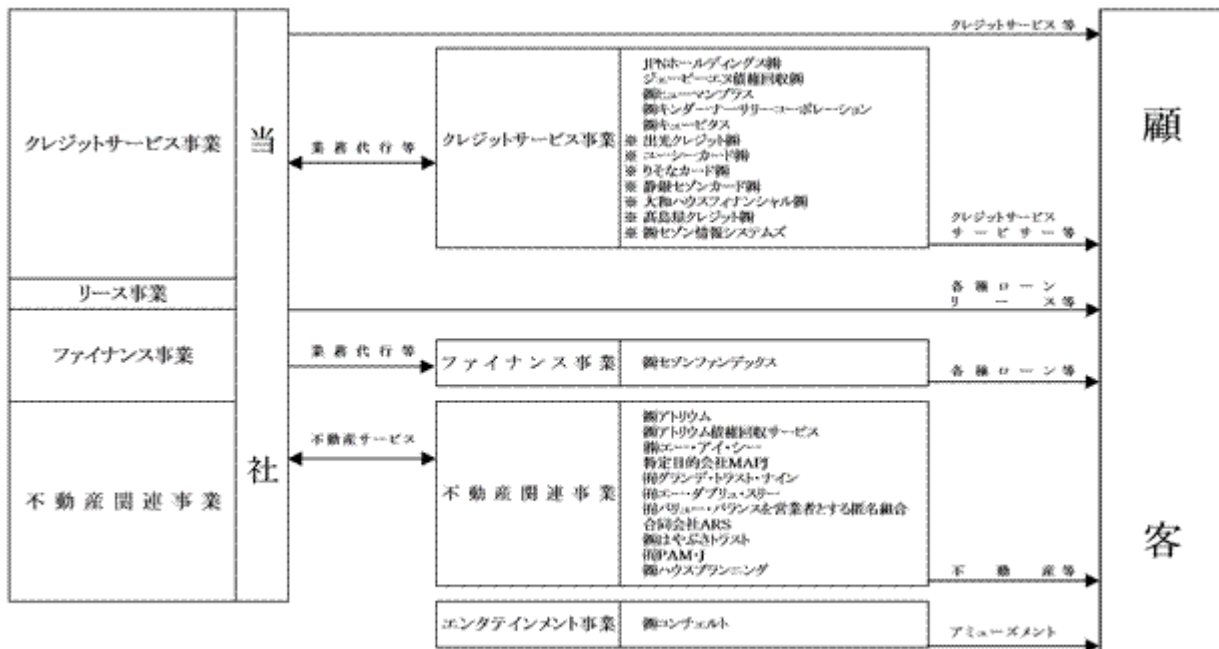 クレジットサービス事業
リース事業
ファイナンス事業
不動産関連事業
当社
クレジットサービス等
業務代行等
クレジットサービス事業
JPNホールディングス㈱
ジェーピーエヌ債権回収㈱
㈱ヒューマンプラス
㈱キンダーナーサリーコーポレーション
㈱キュービタス
※ 出光クレジット㈱
※ ユーシーカード㈱
※ りそなカード㈱
※ 静銀セゾンカード㈱
※ 大和ハウスフィナンシャル㈱
※ 髙島屋クレジット㈱
※ ㈱セゾン情報システムズ
クレジットサービス
サービサー等
各種ローン
リース等
業務代行等
ファイナンス事業
㈱セゾンファンデックス
各種ローン等
不動産サービス
不動産関連事業
㈱アトリウム
㈱アトリウム債権回収サービス
㈱エー・アイ・シー
特定目的会社MAPJ
㈲グランデ・トラスト・ナイン
㈲エー・ダブリュ・スリー
㈲バリュー・バランスを営業者とする匿名組合
合同会社ARS
㈱はやぶさトラスト
㈲PAM・J
㈱ハウスプランニング
不動産等
エンタテインメント事業
㈱コンチェルト
アミューズメント
顧客